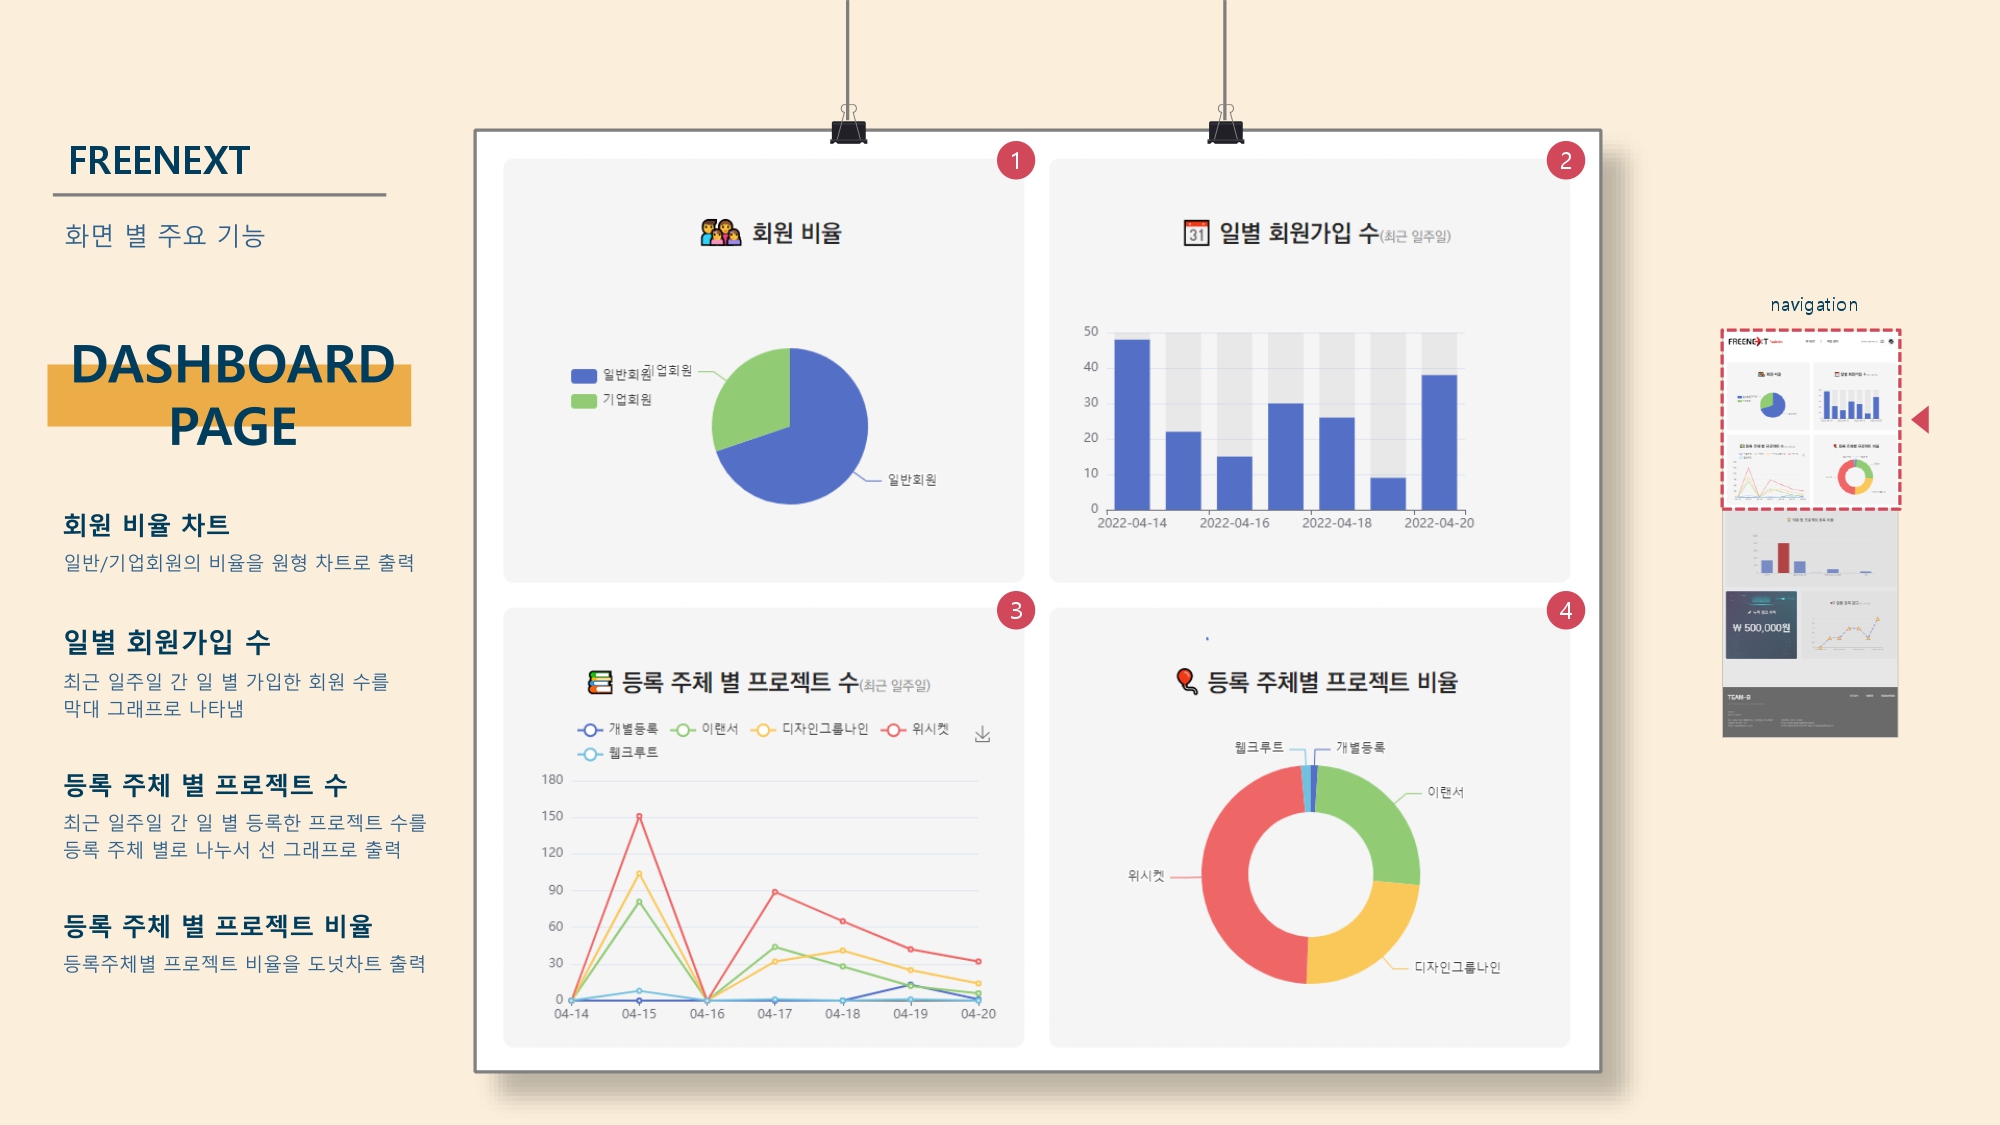 FREENEXT
화면 별 주요 기능
DASHBOARD
PAGE
회원 비율 차트
일반/기업회원의 비율을 원형 차트로 출력
일별 회원가입 수
최근 일주일 간 일 별 가입한 회원 수를
막대 그래프로 나타냄
등록 주체 별 프로젝트 수
최근 일주일 간 일 별 등록한 프로젝트 수를
등록 주체 별로 나누서 선 그래프로 출력
등록 주체 별 프로젝트 비율
등록주체별 프로젝트 비율을 도넛차트 출력
1
회원 비율
일반회원
기업회원
기업회원
일반회원
2
31
일별 회원가입 수(최근 일주일)
50
40
30
20
10
0
2022-04-14 2022-04-16 2022-04-18 2022-04-20
3
등록 주체 별 프로젝트 수(최근 일주일)
개별등록 이랜서 디자인그룹나인 위시켓
웹크루트
180
150
120
90
60
30
0
04-14 04-15 04-16 04-17 04-18 04-19 04-20
4
등록 주체별 프로젝트 비율
웹크루트 개별등록
이랜서
위시켓
디자인그룹나인
navigation
FREENEXT
₩ 500,000원
TEAM-B